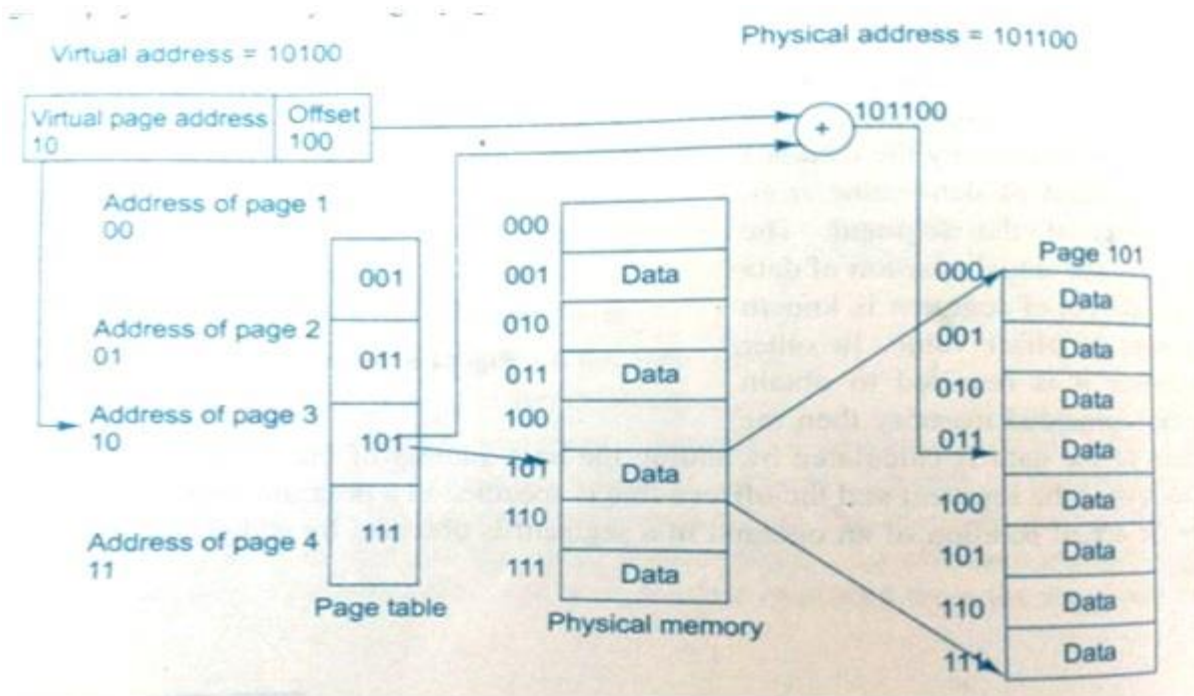 Virtual address = 10100
Physical address = 101100
Virtual page address
10
Offset
100
+
101100
Address of page 1
00
Address of page 2
01
Address of page 3
10
Address of page 4
11
001
011
101
111
Page table
000
001 Data
010
011 Data
100
101 Data
110
111 Data
Physical memory
Page 101
000 Data
001 Data
010 Data
011 Data
100 Data
101 Data
110 Data
111 Data